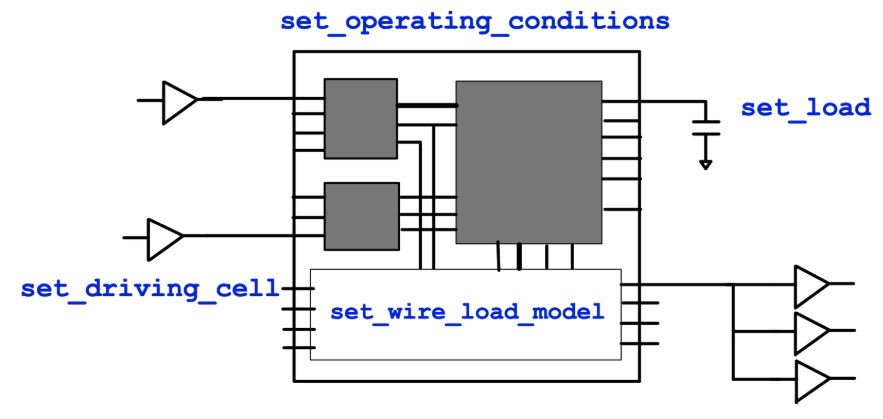 set_operating_conditions
set_load
set_driving_cell
set_wire_load_model